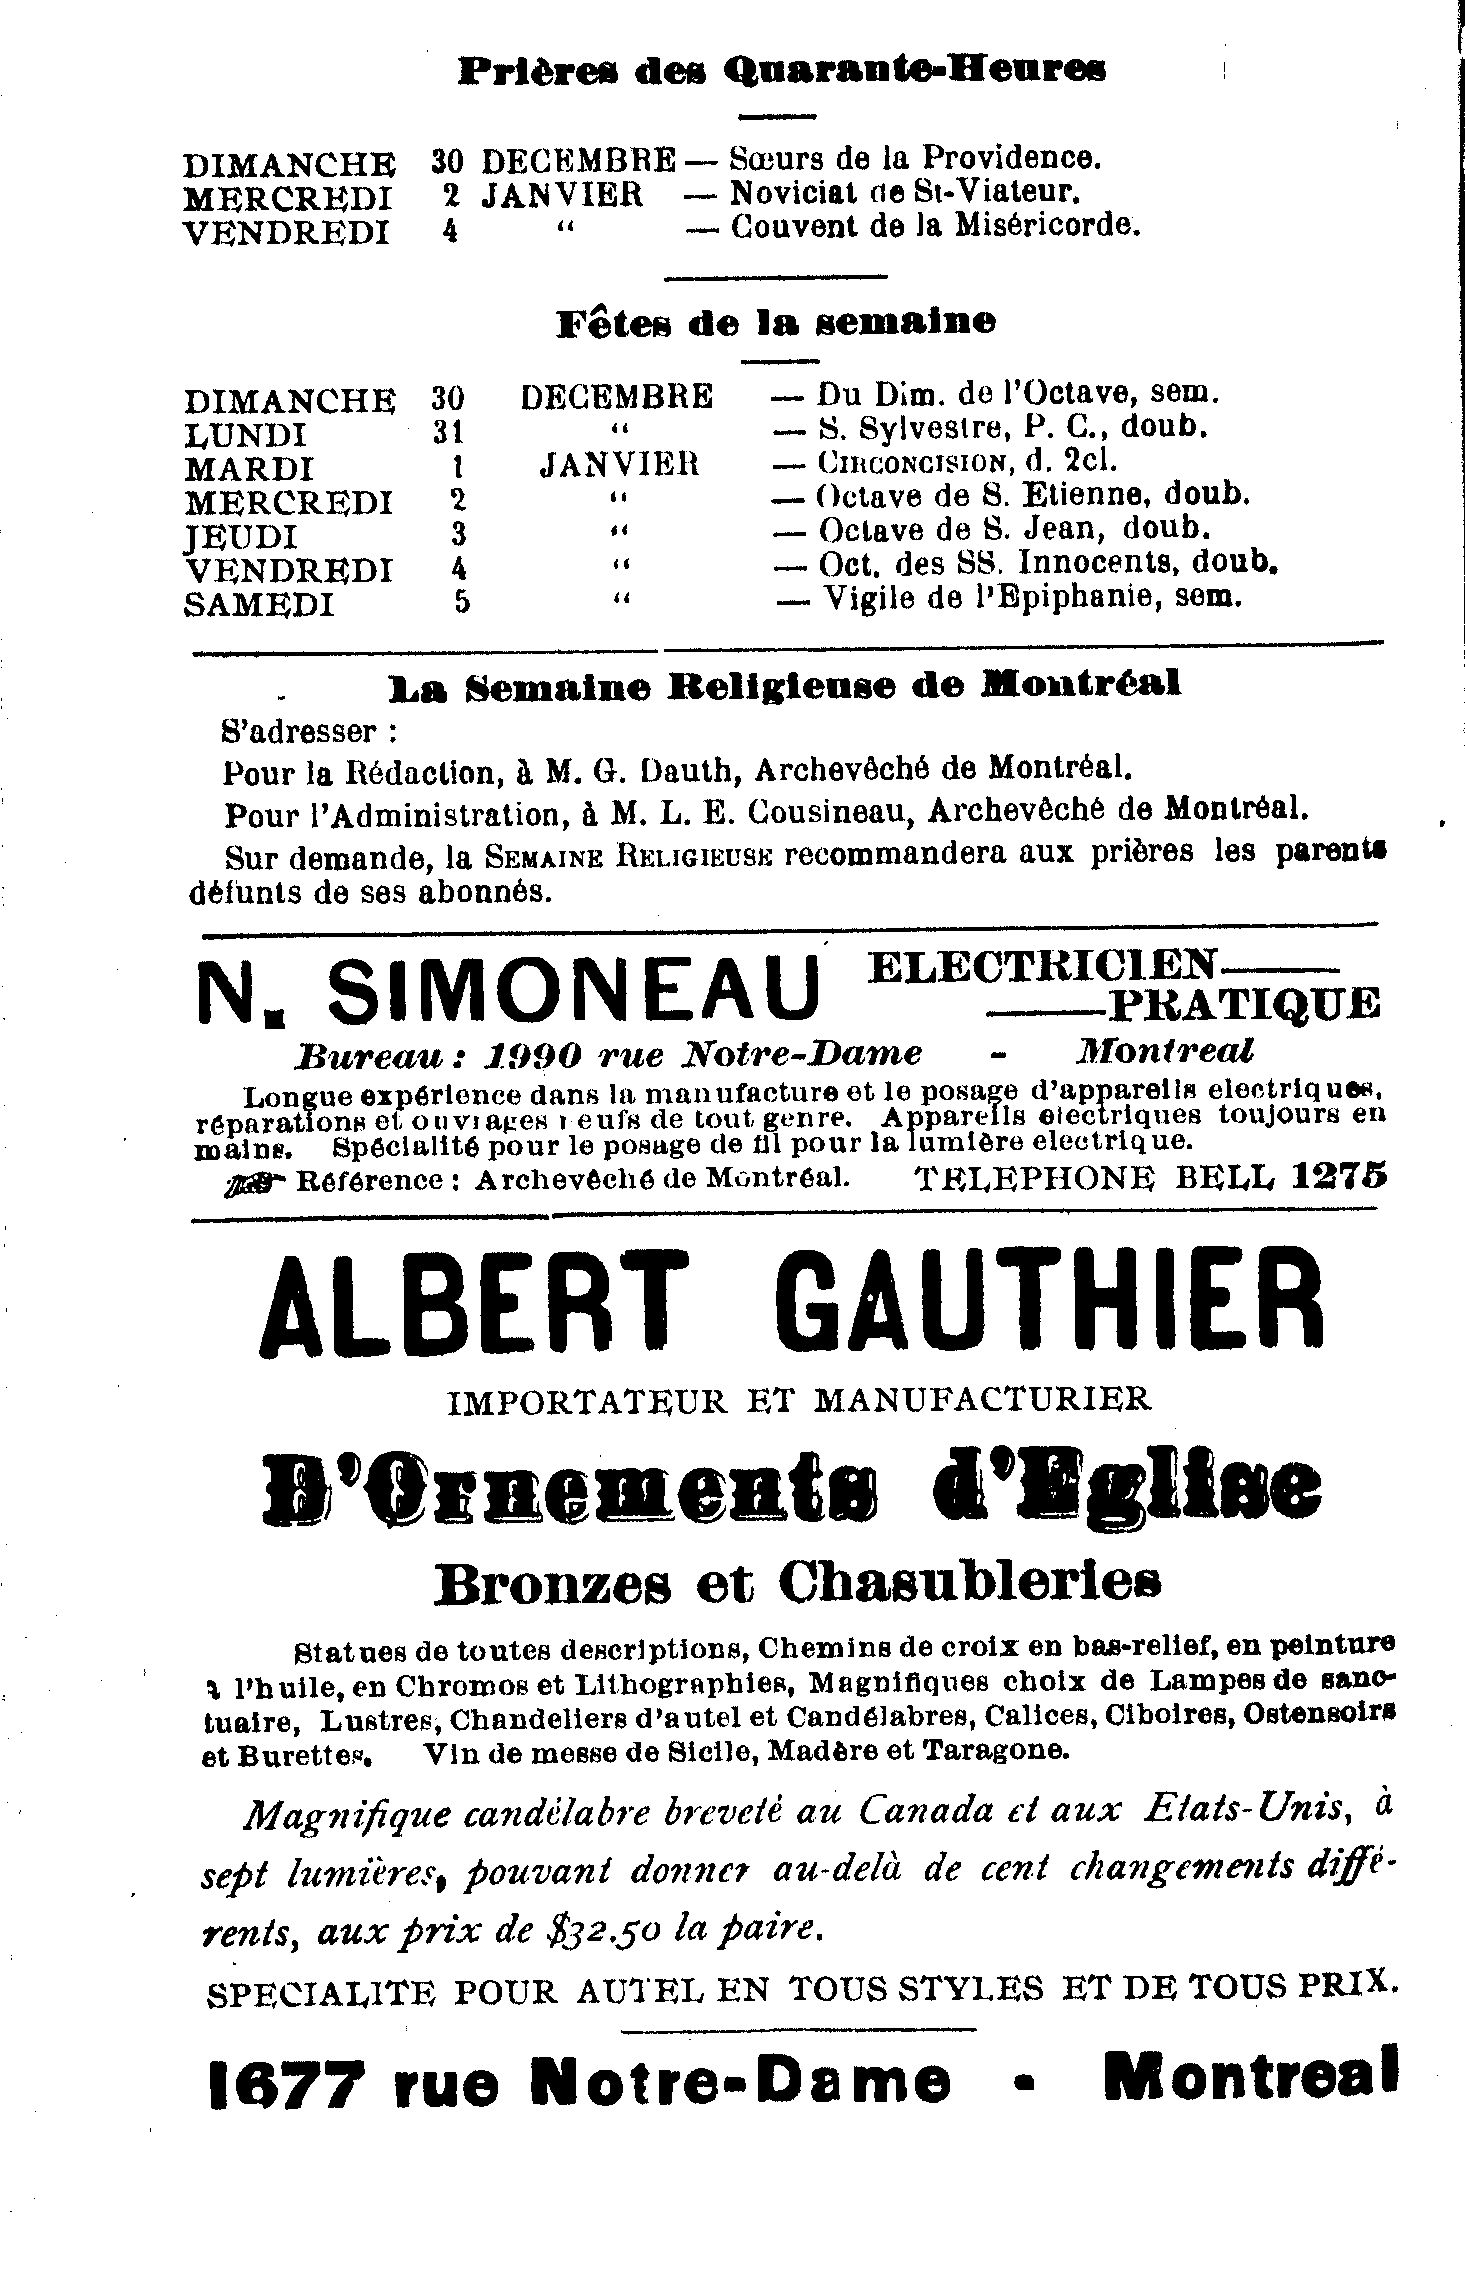 Prières des Quarante-Heures
DIMANCHE 30 DECEMBRE — Sœurs de la Providence.
MERCREDI 2 JANVIER — Noviciat de St-Viateur.
VENDREDI 4 “ — Couvent de la Miséricorde.
Fêtes de la semaine
DIMANCHE 30 DECEMBRE — Du Dim. de l'Octave, sem.
LUNDI 31 “ — S. Sylvestre, P. C., doub.
MARDI 1 JANVIER — CIRCONCISION, d. 2cl.
MERCREDI 2 “ — Octave de S. Etienne, doub.
JEUDI 3 “ — Octave de S. Jean, doub.
VENDREDI 4 “ — Oct. des SS. Innocents, doub.
SAMEDI 5 “ — Vigile de l'Epiphanie, sem.
La Semaine Religieuse de Montréal
S'adresser :
Pour la Rédaction, à M. G. Dauth, Archevêché de Montréal.
Pour l'Administration, à M. L. E. Cousineau, Archevêché de Montréal.
Sur demande, la SEMAINE RELIGIEUSE recommandera aux prières les parents
défunts de ses abonnés.
N. SIMONEAU ELECTRICIEN——
——PRATIQUE
Bureau : 1990 rue Notre-Dame - Montreal
Longue expérience dans la manufacture et le posage d'appareils electriques,
réparations et ouvrages neufs de tout genre. Appareils electriques toujours en
mains. Spécialité pour le posage de fil pour la lumière electrique.
☞ Référence : Archevêché de Montréal. TELEPHONE BELL 1275
ALBERT GAUTHIER
IMPORTATEUR ET MANUFACTURIER
D'Ornements d'Eglise
Bronzes et Chasubleries
Statues de toutes descriptions, Chemins de croix en bas-relief, en peinture
à l'huile, en Chromos et Lithographies, Magnifiques choix de Lampes de sanc-
tuaire, Lustres, Chandeliers d'autel et Candélabres, Calices, Ciboires, Ostensoirs
et Burettes. Vin de messe de Sicile, Madère et Taragone.
Magnifique candélabre breveté au Canada et aux Etats-Unis, à
sept lumières, pouvant donner au-delà de cent changements diffé-
rents, aux prix de $32.50 la paire.
SPECIALITE POUR AUTEL EN TOUS STYLES ET DE TOUS PRIX.
1677 rue Notre-Dame - Montreal